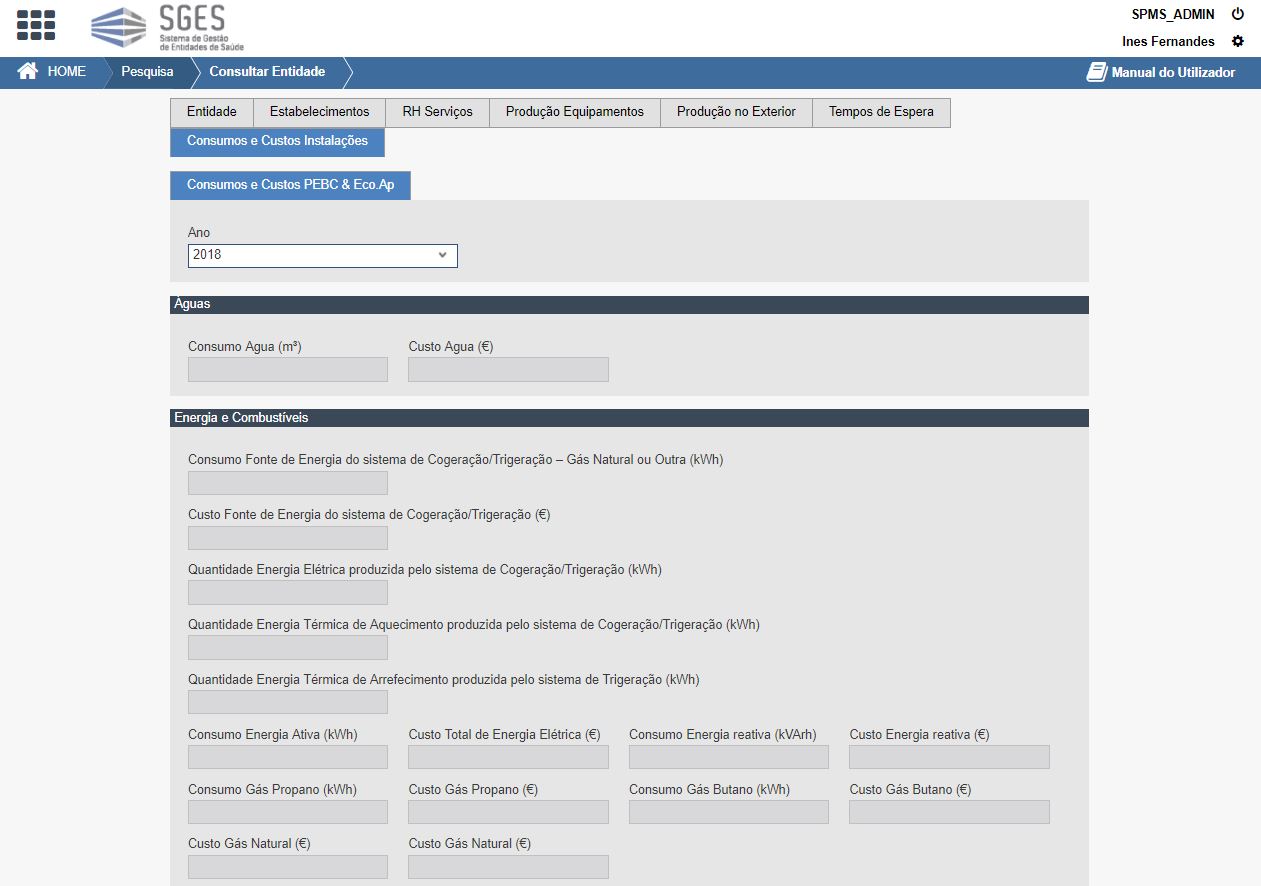 SGES
Sistema de Gestão
de Entidades de Saúde
SPMS_ADMIN
Ines Fernandes
HOME
Pesquisa
Consultar Entidade
Manual do Utilizador
Entidade
Estabelecimentos
RH Serviços
Produção Equipamentos
Produção no Exterior
Tempos de Espera
Consumos e Custos Instalações
Consumos e Custos PEBC & Eco.Ap
Ano
2018
Águas
Consumo Agua (m³)
Custo Agua (€)
Energia e Combustíveis
Consumo Fonte de Energia do sistema de Cogeração/Trigeração – Gás Natural ou Outra (kWh)
Custo Fonte de Energia do sistema de Cogeração/Trigeração (€)
Quantidade Energia Elétrica produzida pelo sistema de Cogeração/Trigeração (kWh)
Quantidade Energia Térmica de Aquecimento produzida pelo sistema de Cogeração/Trigeração (kWh)
Quantidade Energia Térmica de Arrefecimento produzida pelo sistema de Trigeração (kWh)
Consumo Energia Ativa (kWh)
Custo Total de Energia Elétrica (€)
Consumo Energia reativa (kVArh)
Custo Energia reativa (€)
Consumo Gás Propano (kWh)
Custo Gás Propano (€)
Consumo Gás Butano (kWh)
Custo Gás Butano (€)
Custo Gás Natural (€)
Custo Gás Natural (€)